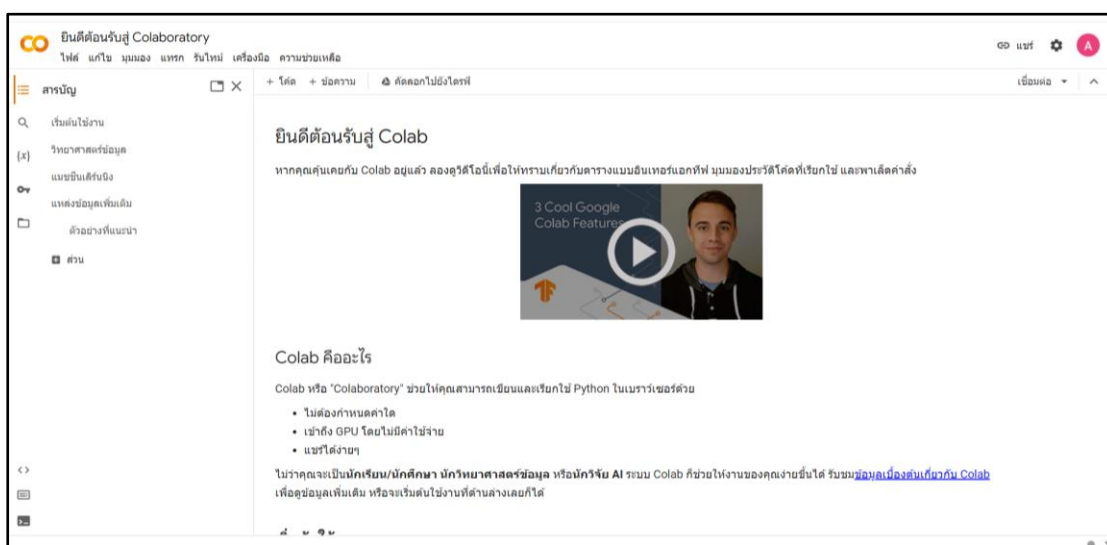 ยินดีต้อนรับสู่ Colaboratory
ไฟล์ แก้ไข มุมมอง แทรก รันไทม์ เครื่องมือ ความช่วยเหลือ
แชร์
A
สารบัญ
+ โค้ด + ข้อความ คัดลอกไปยังไดรฟ์
เชื่อมต่อ
เริ่มต้นใช้งาน
วิทยาศาสตร์ข้อมูล
แมชชีนเลิร์นนิง
แหล่งข้อมูลเพิ่มเติม
ตัวอย่างที่แนะนำ
ส่วน
ยินดีต้อนรับสู่ Colab
หากคุณคุ้นเคยกับ Colab อยู่แล้ว ลองดูวิดีโอนี้เพื่อให้ทราบเกี่ยวกับตารางแบบอินเทอร์แอกทีฟ มุมมองประวัติโค้ดที่เรียกใช้ และพาเล็ตคำสั่ง
3 Cool Google
Colab Features
Colab คืออะไร
Colab หรือ "Colaboratory" ช่วยให้คุณสามารถเขียนและเรียกใช้ Python ในเบราว์เซอร์ด้วย
• ไม่ต้องกำหนดค่าใด
• เข้าถึง GPU โดยไม่มีค่าใช้จ่าย
• แชร์ได้ง่ายๆ
ไม่ว่าคุณจะเป็นนักเรียน/นักศึกษา นักวิทยาศาสตร์ข้อมูล หรือนักวิจัย AI ระบบ Colab ก็ช่วยให้งานของคุณง่ายขึ้นได้ รับชมข้อมูลเบื้องต้นเกี่ยวกับ Colab
เพื่อดูข้อมูลเพิ่มเติม หรือจะเริ่มต้นใช้งานที่ด้านล่างเลยก็ได้